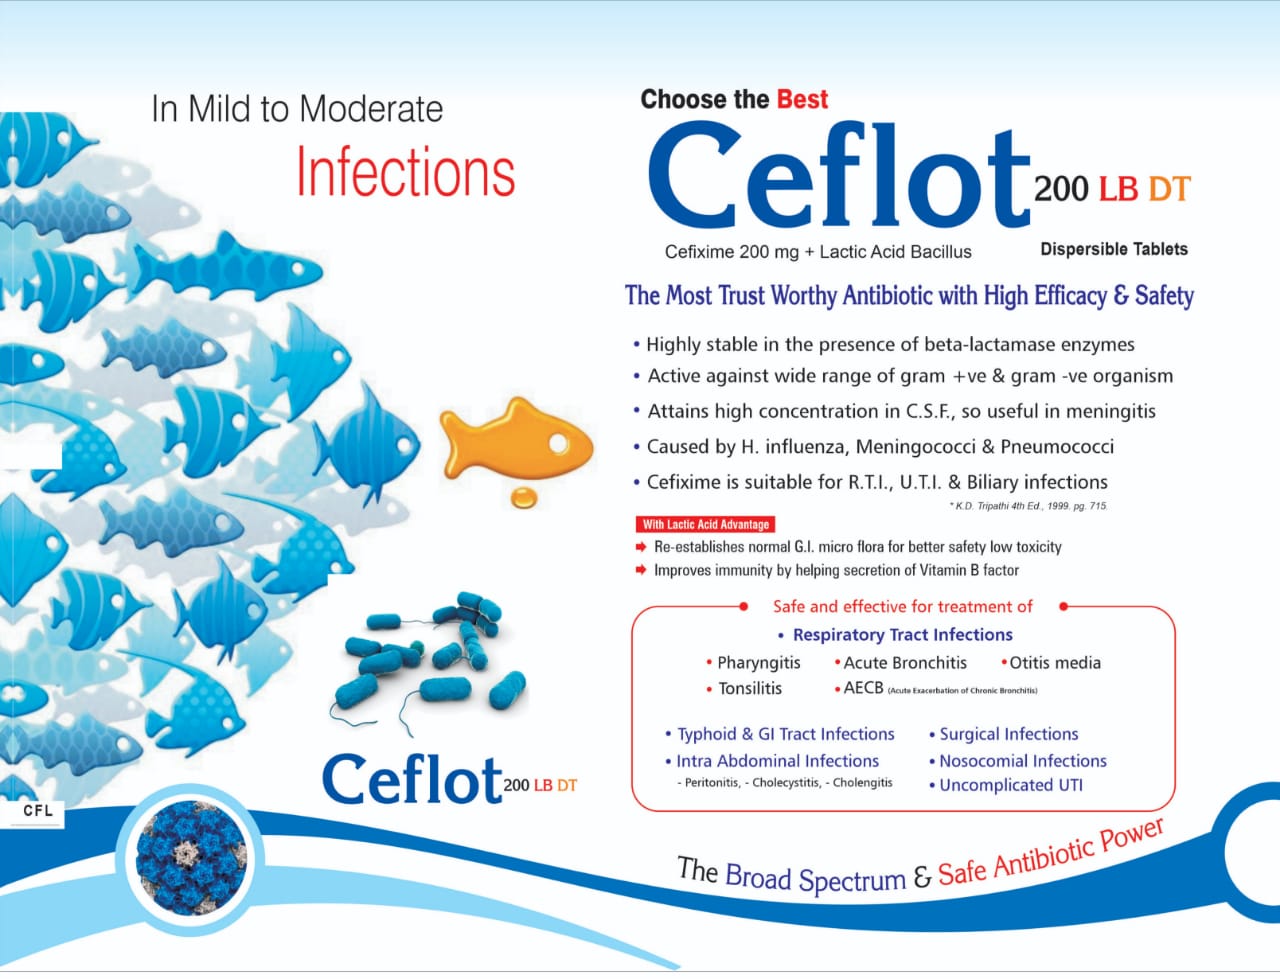 In Mild to Moderate
Infections
CFL
Ceflot 200 LB DT
Choose the Best
Ceflot 200 LB DT
Cefixime 200 mg + Lactic Acid Bacillus
Dispersible Tablets
The Most Trust Worthy Antibiotic with High Efficacy & Safety
• Highly stable in the presence of beta-lactamase enzymes
• Active against wide range of gram +ve & gram -ve organism
• Attains high concentration in C.S.F., so useful in meningitis
• Caused by H. influenza, Meningococci & Pneumococci
• Cefixime is suitable for R.T.I., U.T.I. & Biliary infections
* K.D. Tripathi 4th Ed., 1999. pg. 715.
With Lactic Acid Advantage
Re-establishes normal G.I. micro flora for better safety low toxicity
Improves immunity by helping secretion of Vitamin B factor
Safe and effective for treatment of
• Respiratory Tract Infections
• Pharyngitis • Acute Bronchitis • Otitis media
• Tonsilitis • AECB (Acute Exacerbation of Chronic Bronchitis)
• Typhoid & GI Tract Infections • Surgical Infections
• Intra Abdominal Infections • Nosocomial Infections
- Peritonitis, - Cholecystitis, - Cholengitis • Uncomplicated UTI
The Broad Spectrum & Safe Antibiotic Power